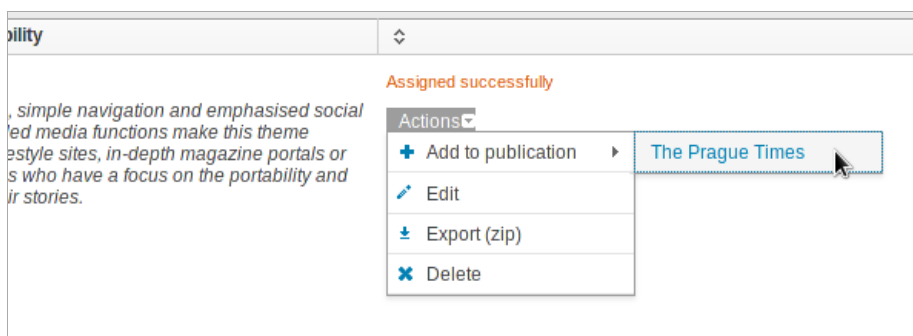 bility
Assigned successfully
, simple navigation and emphasised social
led media functions make this theme
estyle sites, in-depth magazine portals or
s who have a focus on the portability and
ir stories.
Actions
Add to publication
The Prague Times
Edit
Export (zip)
Delete